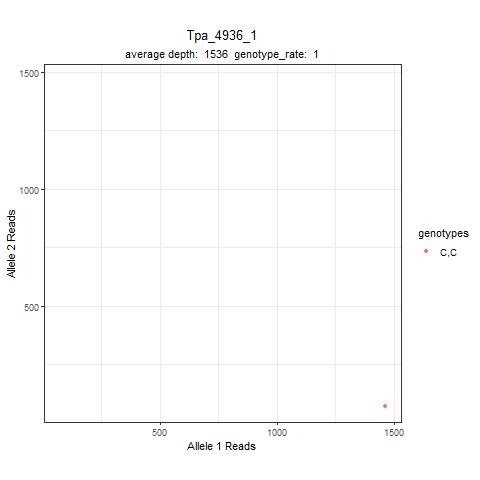 Tpa_4936_1
average depth:  1536  genotype_rate:  1
1500
1000
500
Allele 2 Reads
500
1000
1500
Allele 1 Reads
genotypes
C,C